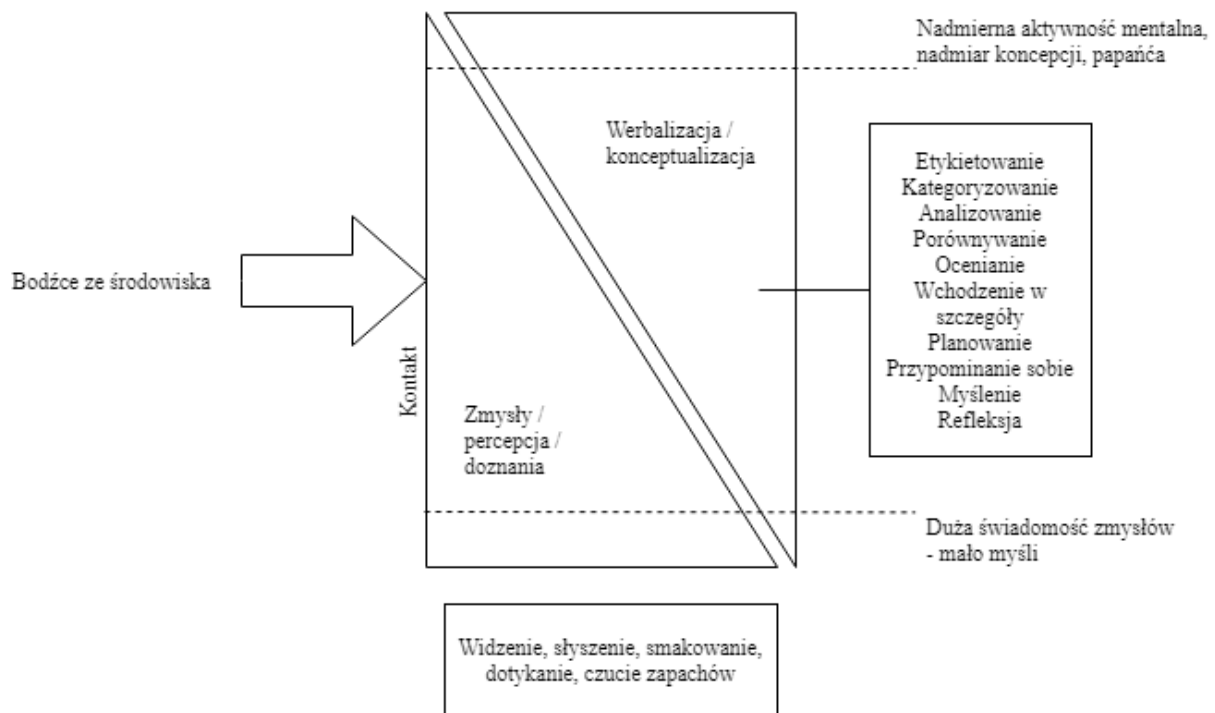 Nadmierna aktywność mentalna,
nadmiar koncepcji, papańća
Werbalizacja /
konceptualizacja
Etykietowanie
Kategoryzowanie
Analizowanie
Porównywanie
Ocenianie
Wchodzenie w
szczegóły
Planowanie
Przypominanie sobie
Myślenie
Refleksja
Bodźce ze środowiska
Kontakt
Zmysły /
percepcja /
doznania
Duża świadomość zmysłów
- mało myśli
Widzenie, słyszenie, smakowanie,
dotykanie, czucie zapachów